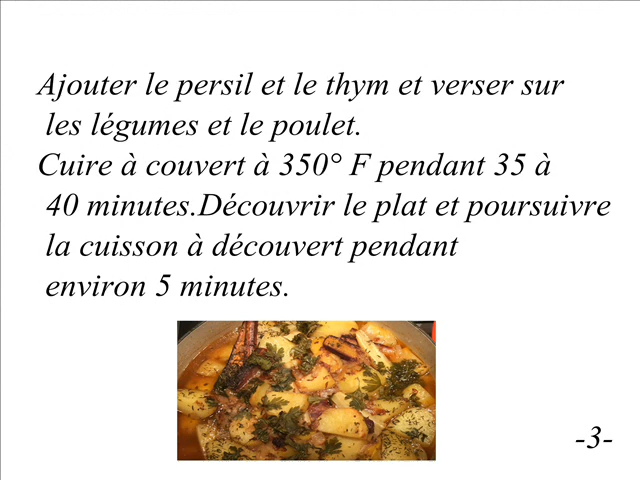 Ajouter le persil et le thym et verser sur
les légumes et le poulet.
Cuire à couvert à 350° F pendant 35 à
40 minutes.Découvrir le plat et poursuivre
la cuisson à découvert pendant
environ 5 minutes.
-3-